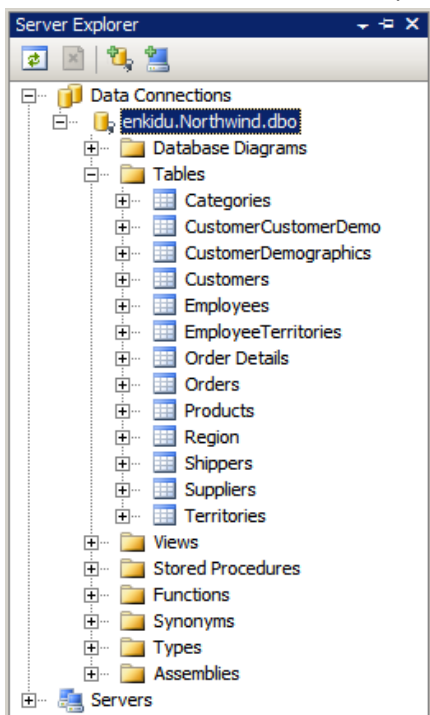 Server Explorer
Data Connections
enkidu.Northwind.dbo
Database Diagrams
Tables
Categories
CustomerCustomerDemo
CustomerDemographics
Customers
Employees
EmployeeTerritories
Order Details
Orders
Products
Region
Shippers
Suppliers
Territories
Views
Stored Procedures
Functions
Synonyms
Types
Assemblies
Servers